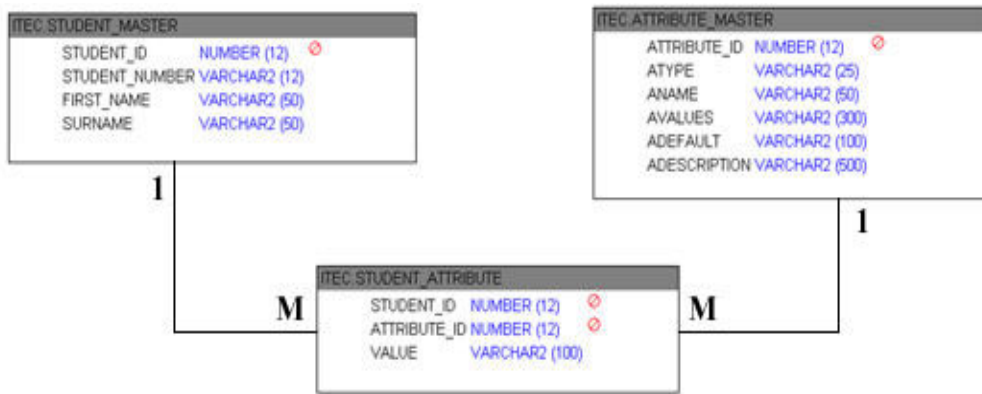 ITEC.STUDENT_MASTER
STUDENT_ID NUMBER (12)
STUDENT_NUMBER VARCHAR2 (12)
FIRST_NAME VARCHAR2 (50)
SURNAME VARCHAR2 (50)
ITEC.ATTRIBUTE_MASTER
ATTRIBUTE_ID NUMBER (12)
ATYPE VARCHAR2 (25)
ANAME VARCHAR2 (50)
AVALUES VARCHAR2 (300)
ADEFAULT VARCHAR2 (100)
ADESCRIPTION VARCHAR2 (500)
1
1
ITEC.STUDENT_ATTRIBUTE
STUDENT_ID NUMBER (12)
ATTRIBUTE_ID NUMBER (12)
VALUE VARCHAR2 (100)
M
M